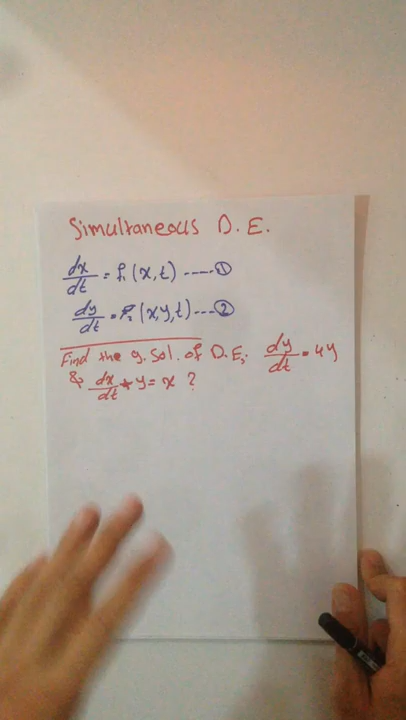 Simultaneous D.E.
dx/dt = f₁(x,t) ----①
dy/dt = f₂(x,y,t)---②
Find the g. sol. of D.E, dy/dt = 4y
& dx/dt + y = x ?